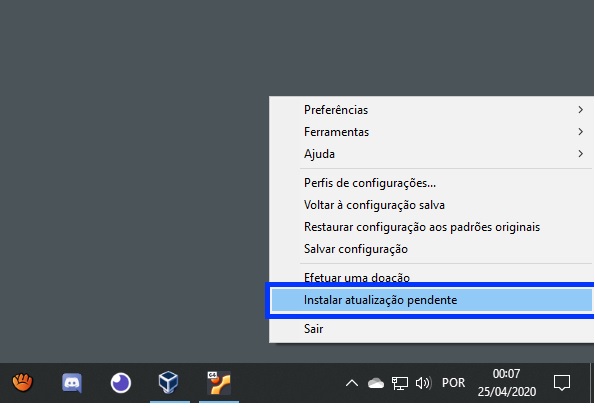 Preferências
Ferramentas
Ajuda
Perfis de configurações...
Voltar à configuração salva
Restaurar configuração aos padrões originais
Salvar configuração
Efetuar uma doação
Instalar atualização pendente
Sair
64
POR
00:07
25/04/2020